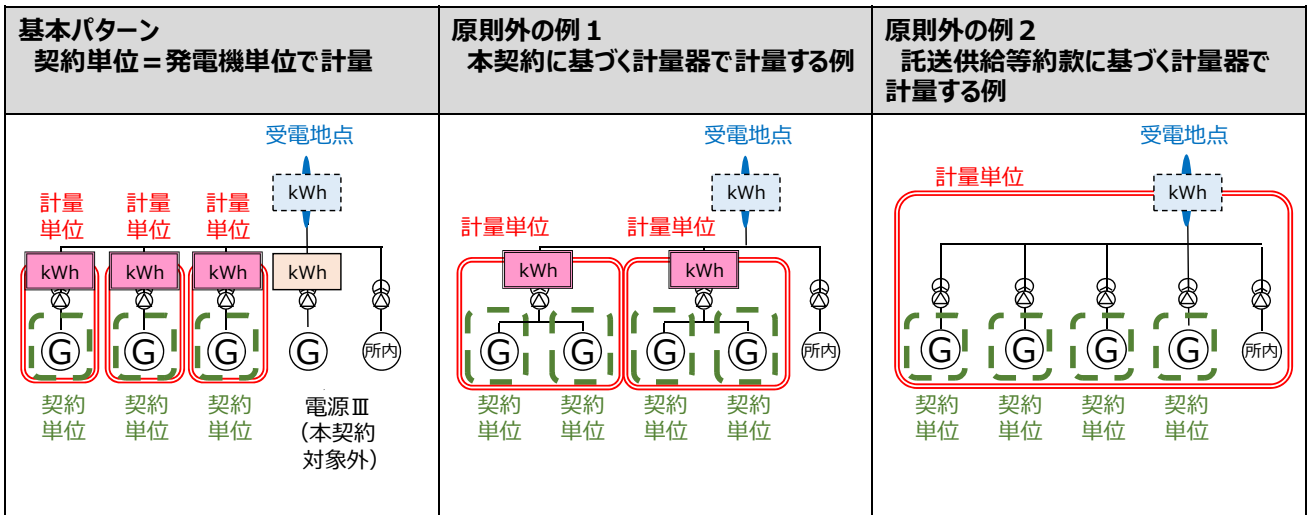 基本パターン
契約単位＝発電機単位で計量
受電地点
kWh
計量
単位
計量
単位
計量
単位
kWh
kWh
kWh
kWh
G
G
G
G
所内
契約
単位
契約
単位
契約
単位
電源Ⅲ
（本契約
対象外）
原則外の例１
本契約に基づく計量器で計量する例
受電地点
kWh
計量単位
計量単位
kWh
kWh
G
G
G
G
所内
契約
単位
契約
単位
契約
単位
契約
単位
原則外の例２
託送供給等約款に基づく計量器で
計量する例
受電地点
計量単位
kWh
G
G
G
G
所内
契約
単位
契約
単位
契約
単位
契約
単位